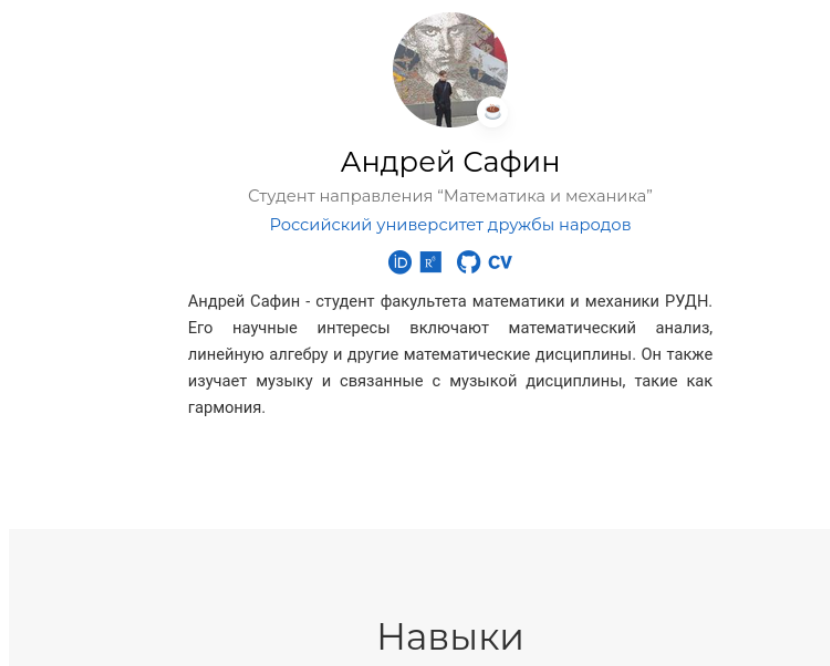 Андрей Сафин
Студент направления “Математика и механика”
Российский университет дружбы народов
iD R⁶ CV
Андрей Сафин - студент факультета математики и механики РУДН.
Его научные интересы включают математический анализ,
линейную алгебру и другие математические дисциплины. Он также
изучает музыку и связанные с музыкой дисциплины, такие как
гармония.
Навыки